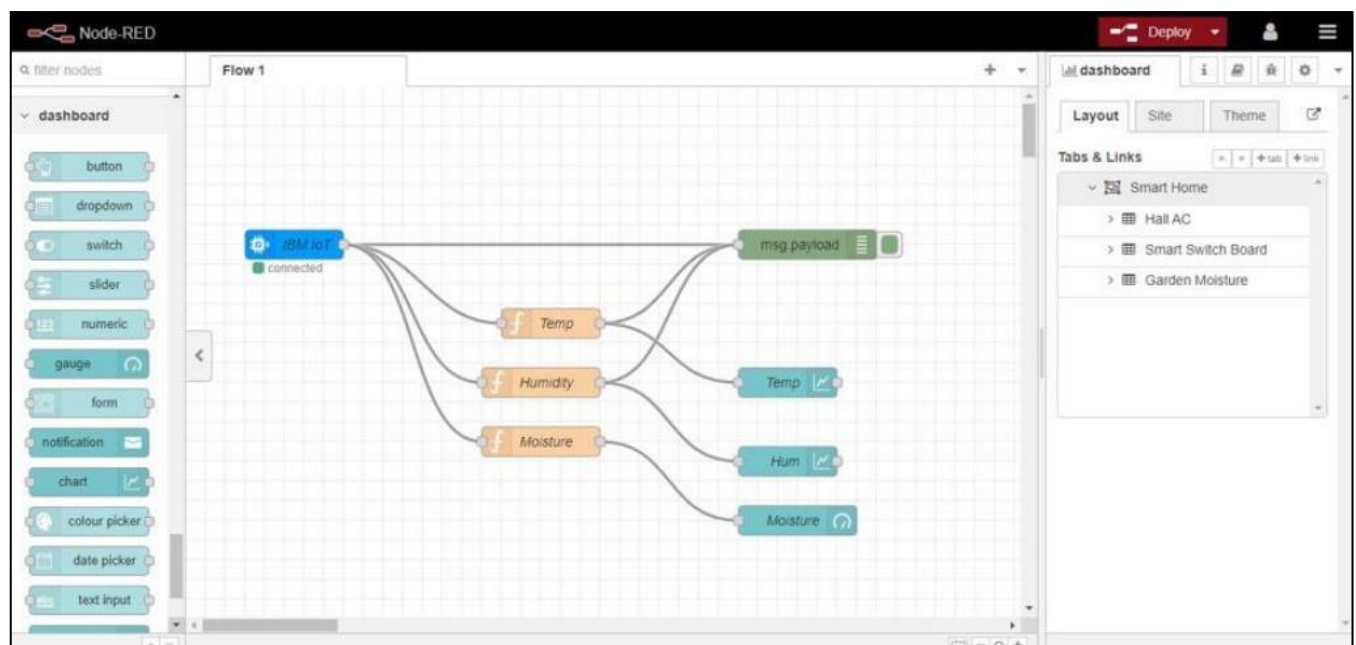 Node-RED
Deploy
filter nodes
Flow 1
dashboard
Layout
Site
Theme
dashboard
Tabs & Links
+ tab
+ link
button
dropdown
Smart Home
Hall AC
switch
IBM IoT
msg.payload
Smart Switch Board
connected
slider
Garden Moisture
123
numeric
Temp
gauge
Humidity
Temp
form
notification
Moisture
Hum
chart
colour picker
Moisture
date picker
abc
text input